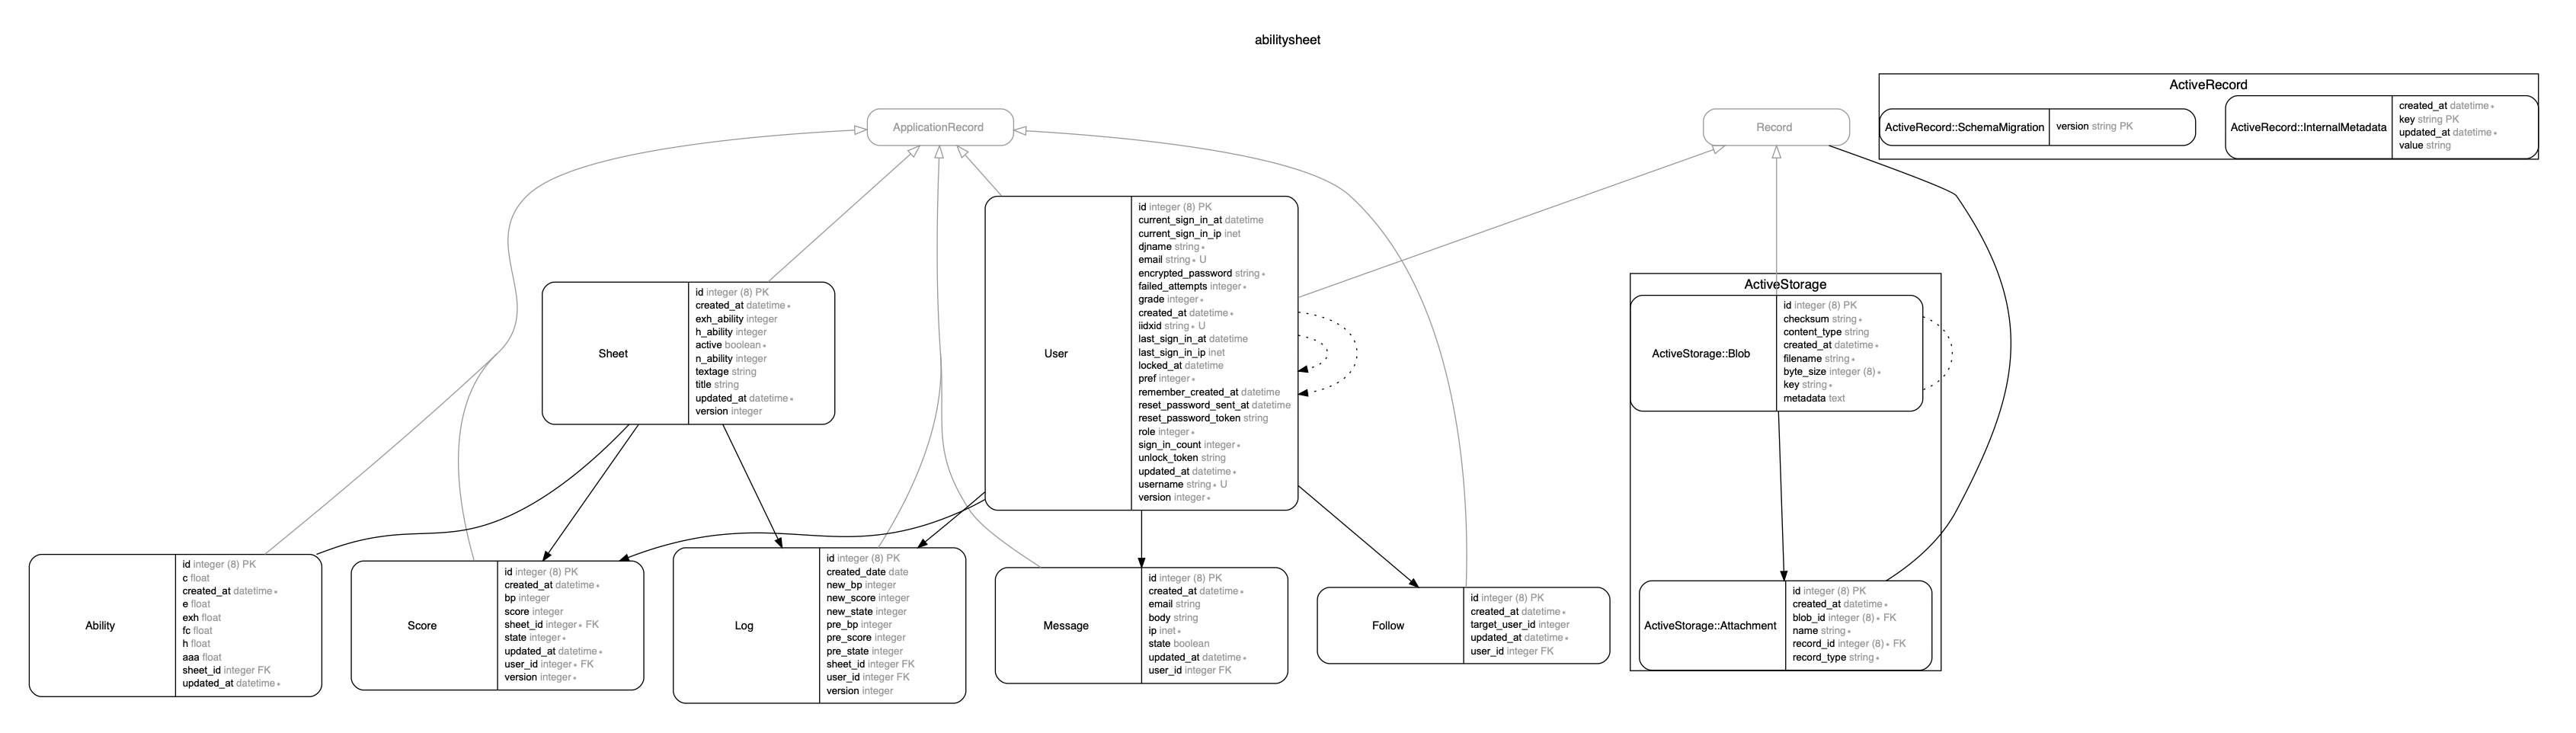 abilitysheet
ActiveRecord
ActiveRecord::SchemaMigration
version string PK
ActiveRecord::InternalMetadata
created_at datetime ∗
key string PK
updated_at datetime ∗
value string
ApplicationRecord
Record
User
id integer (8) PK
current_sign_in_at datetime
current_sign_in_ip inet
djname string ∗
email string ∗ U
encrypted_password string ∗
failed_attempts integer ∗
grade integer ∗
created_at datetime ∗
iidxid string ∗ U
last_sign_in_at datetime
last_sign_in_ip inet
locked_at datetime
pref integer ∗
remember_created_at datetime
reset_password_sent_at datetime
reset_password_token string
role integer ∗
sign_in_count integer ∗
unlock_token string
updated_at datetime ∗
username string ∗ U
version integer ∗
Sheet
id integer (8) PK
created_at datetime ∗
exh_ability integer
h_ability integer
active boolean ∗
n_ability integer
textage string
title string
updated_at datetime ∗
version integer
ActiveStorage
ActiveStorage::Blob
id integer (8) PK
checksum string ∗
content_type string
created_at datetime ∗
filename string ∗
byte_size integer (8) ∗
key string ∗
metadata text
Ability
id integer (8) PK
c float
created_at datetime ∗
e float
exh float
fc float
h float
aaa float
sheet_id integer FK
updated_at datetime ∗
Score
id integer (8) PK
created_at datetime ∗
bp integer
score integer
sheet_id integer ∗ FK
state integer ∗
updated_at datetime ∗
user_id integer ∗ FK
version integer ∗
Log
id integer (8) PK
created_date date
new_bp integer
new_score integer
new_state integer
pre_bp integer
pre_score integer
pre_state integer
sheet_id integer FK
user_id integer FK
version integer
Message
id integer (8) PK
created_at datetime ∗
email string
body string
ip inet ∗
state boolean
updated_at datetime ∗
user_id integer FK
Follow
id integer (8) PK
created_at datetime ∗
target_user_id integer
updated_at datetime ∗
user_id integer FK
ActiveStorage::Attachment
id integer (8) PK
created_at datetime ∗
blob_id integer (8) ∗ FK
name string ∗
record_id integer (8) ∗ FK
record_type string ∗